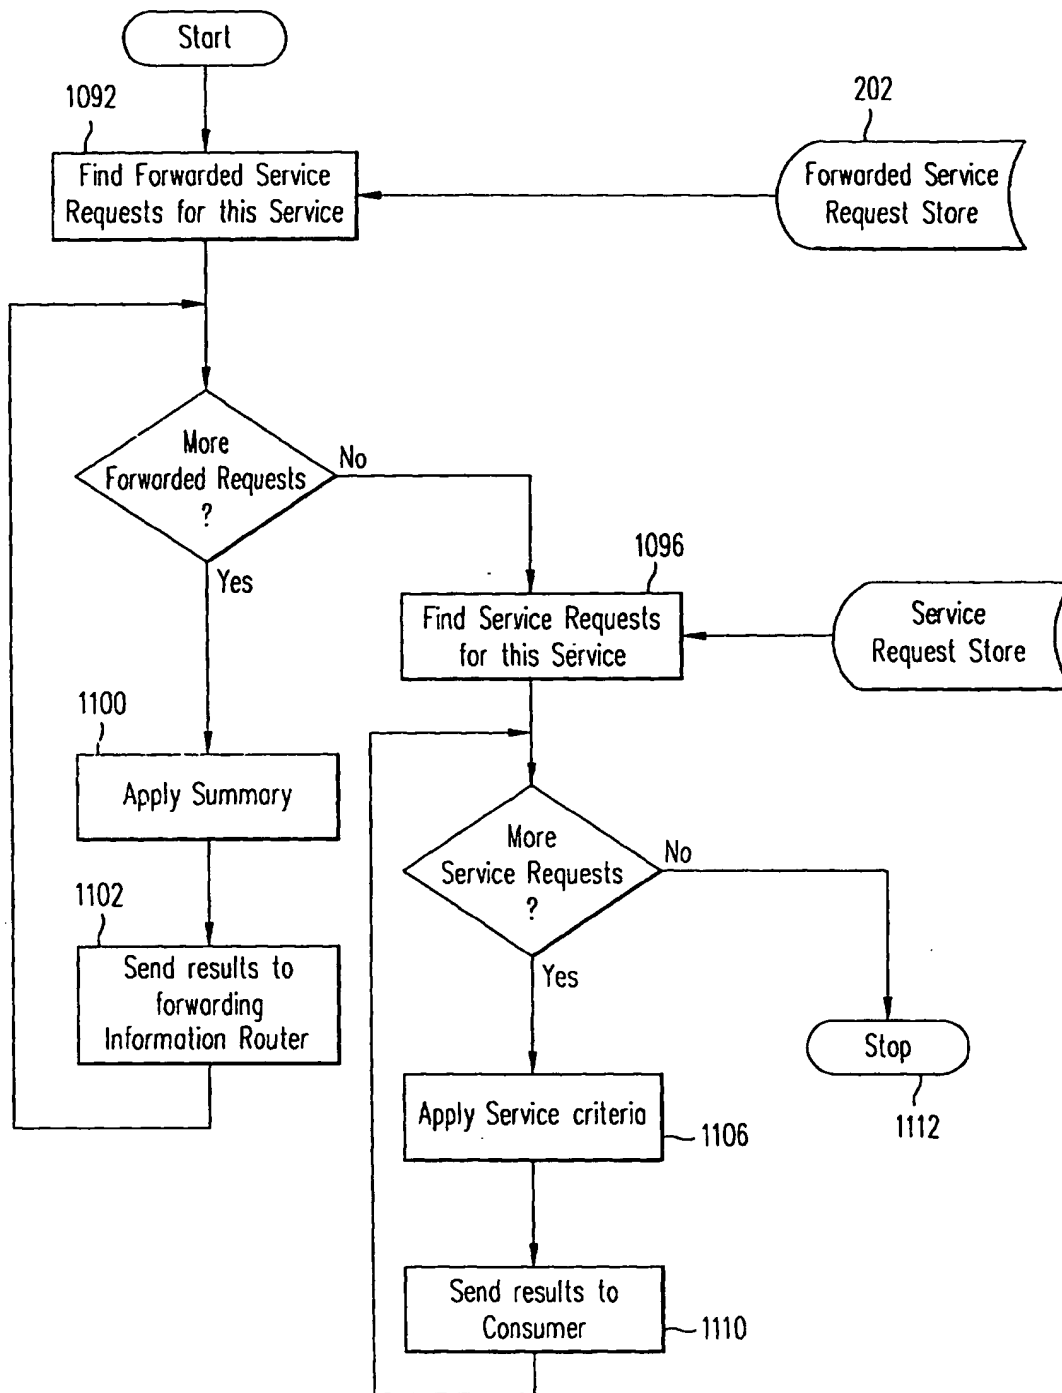 Start
1092
202
Find Forwarded Service
Requests for this Service
Forwarded Service
Request Store
More
Forwarded Requests
?
No
Yes
1096
Find Service Requests
for this Service
Service
Request Store
1100
Apply Summary
More
Service Requests
?
No
Yes
1102
Send results to
forwarding
Information Router
Stop
1112
Apply Service criteria
1106
Send results to
Consumer
1110